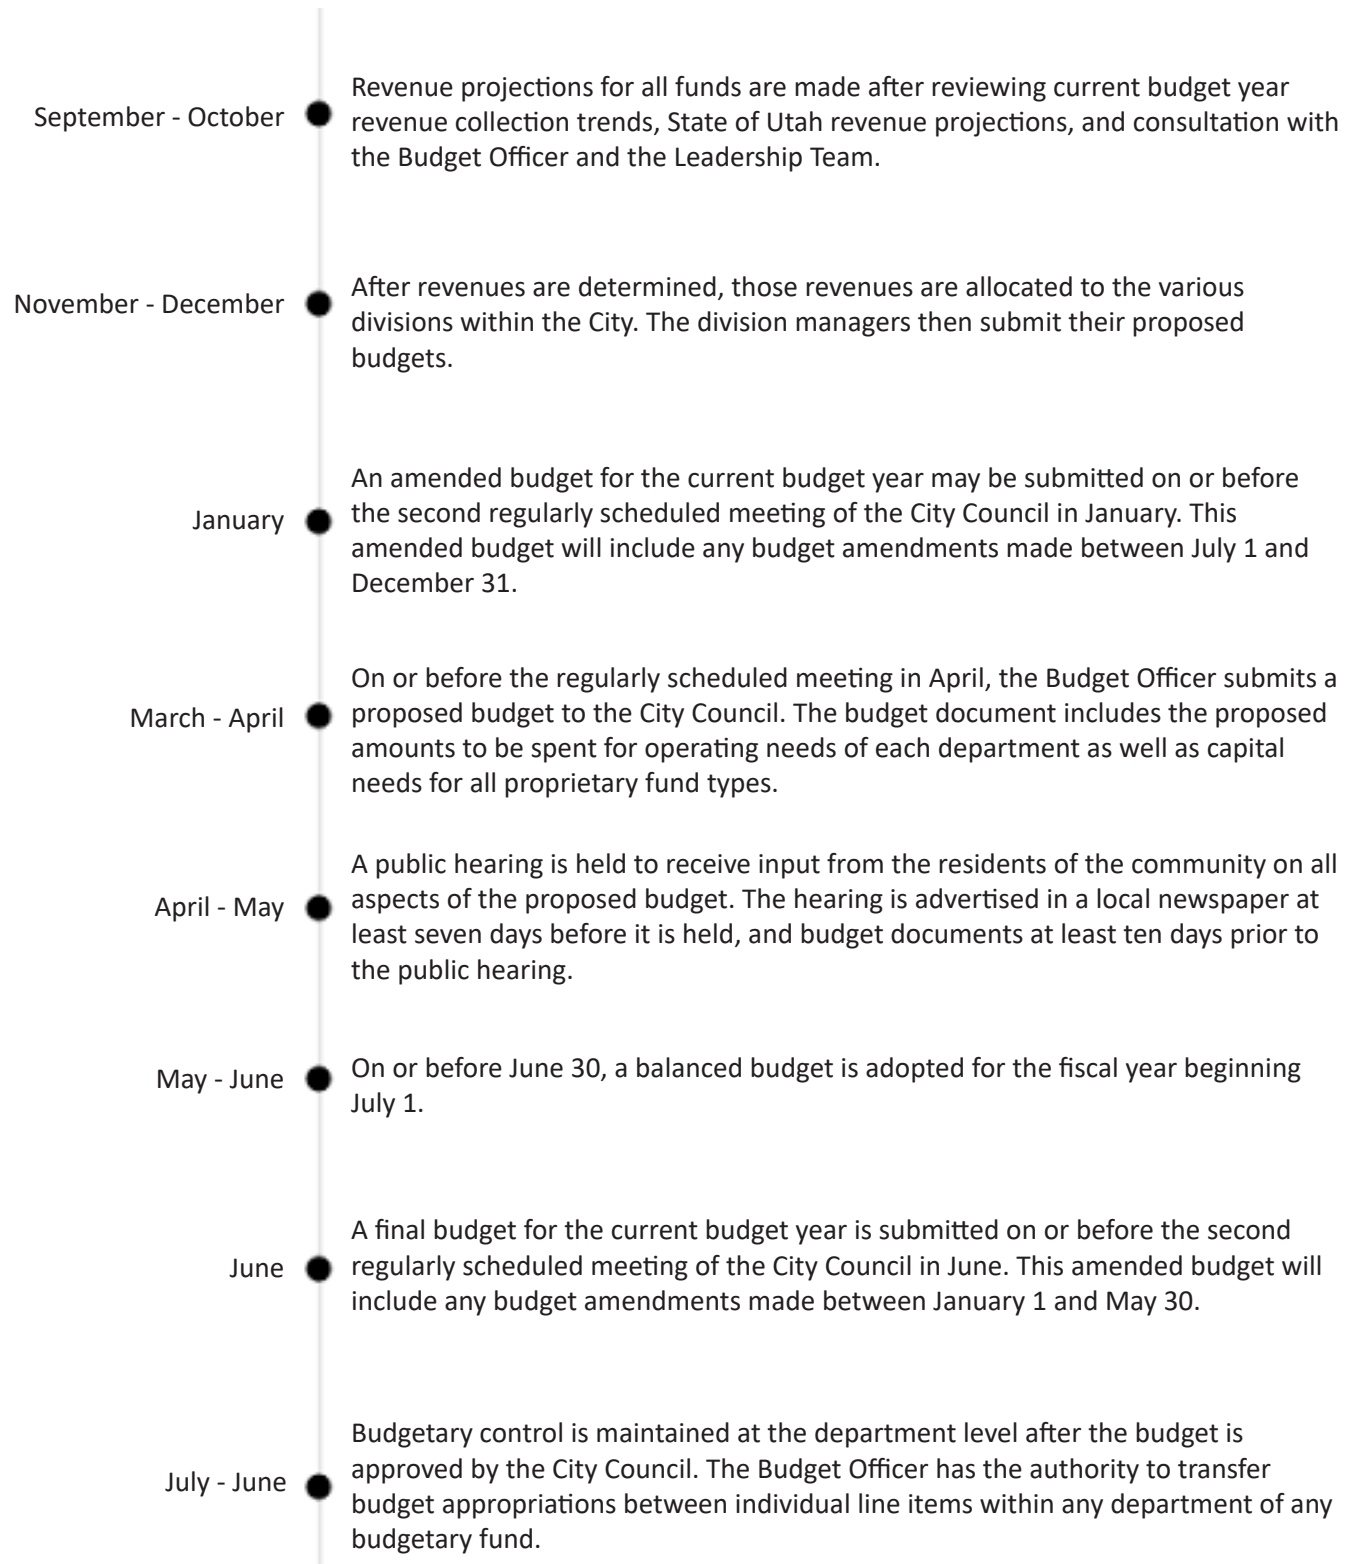 September - October
Revenue projections for all funds are made after reviewing current budget year
revenue collection trends, State of Utah revenue projections, and consultation with
the Budget Officer and the Leadership Team.
November - December
After revenues are determined, those revenues are allocated to the various
divisions within the City. The division managers then submit their proposed
budgets.
January
An amended budget for the current budget year may be submitted on or before
the second regularly scheduled meeting of the City Council in January. This
amended budget will include any budget amendments made between July 1 and
December 31.
March - April
On or before the regularly scheduled meeting in April, the Budget Officer submits a
proposed budget to the City Council. The budget document includes the proposed
amounts to be spent for operating needs of each department as well as capital
needs for all proprietary fund types.
April - May
A public hearing is held to receive input from the residents of the community on all
aspects of the proposed budget. The hearing is advertised in a local newspaper at
least seven days before it is held, and budget documents at least ten days prior to
the public hearing.
May - June
On or before June 30, a balanced budget is adopted for the fiscal year beginning
July 1.
June
A final budget for the current budget year is submitted on or before the second
regularly scheduled meeting of the City Council in June. This amended budget will
include any budget amendments made between January 1 and May 30.
July - June
Budgetary control is maintained at the department level after the budget is
approved by the City Council. The Budget Officer has the authority to transfer
budget appropriations between individual line items within any department of any
budgetary fund.